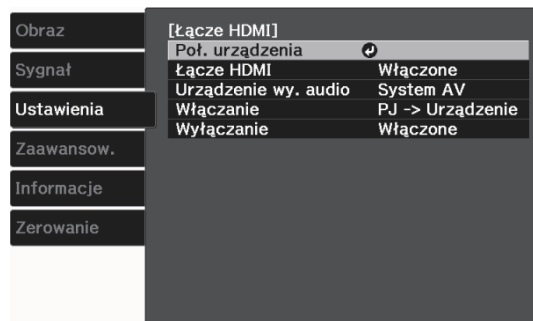 Obraz
Sygnał
Ustawienia
Zaawansow.
Informacje
Zerowanie
[Łącze HDMI]
Poł. urządzenia
Łącze HDMI Włączone
Urządzenie wy. audio System AV
Włączanie PJ -> Urządzenie
Wyłączanie Włączone